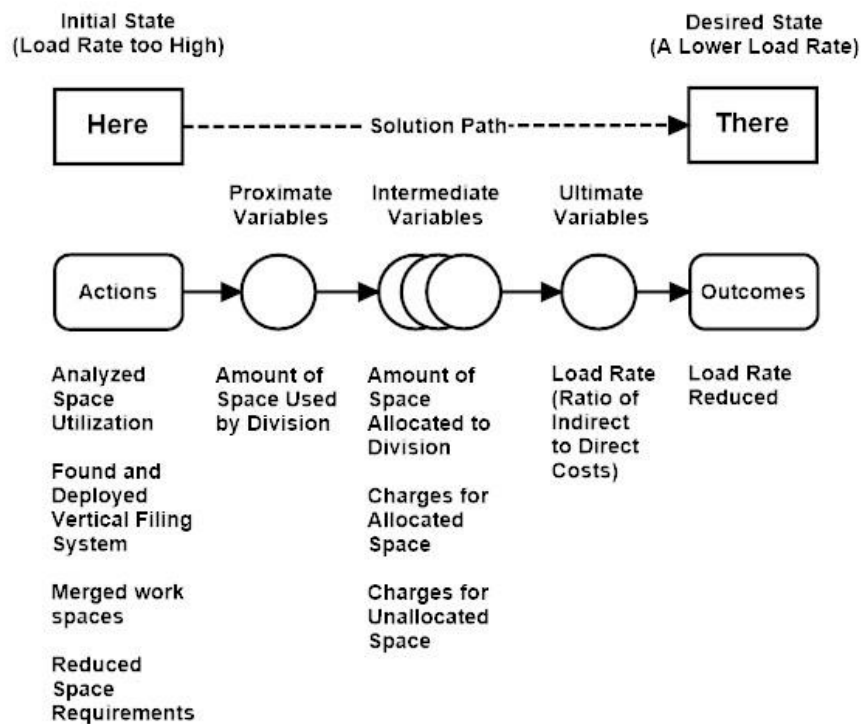 Initial State
(Load Rate too High)
Desired State
(A Lower Load Rate)
Here
Solution Path
There
Proximate
Variables
Intermediate
Variables
Ultimate
Variables
Actions
Outcomes
Analyzed
Space
Utilization
Found and
Deployed
Vertical Filing
System
Merged work
spaces
Reduced
Space
Requirements
Amount of
Space Used
by Division
Amount of
Space
Allocated to
Division
Charges for
Allocated
Space
Charges for
Unallocated
Space
Load Rate
(Ratio of
Indirect
to Direct
Costs)
Load Rate
Reduced